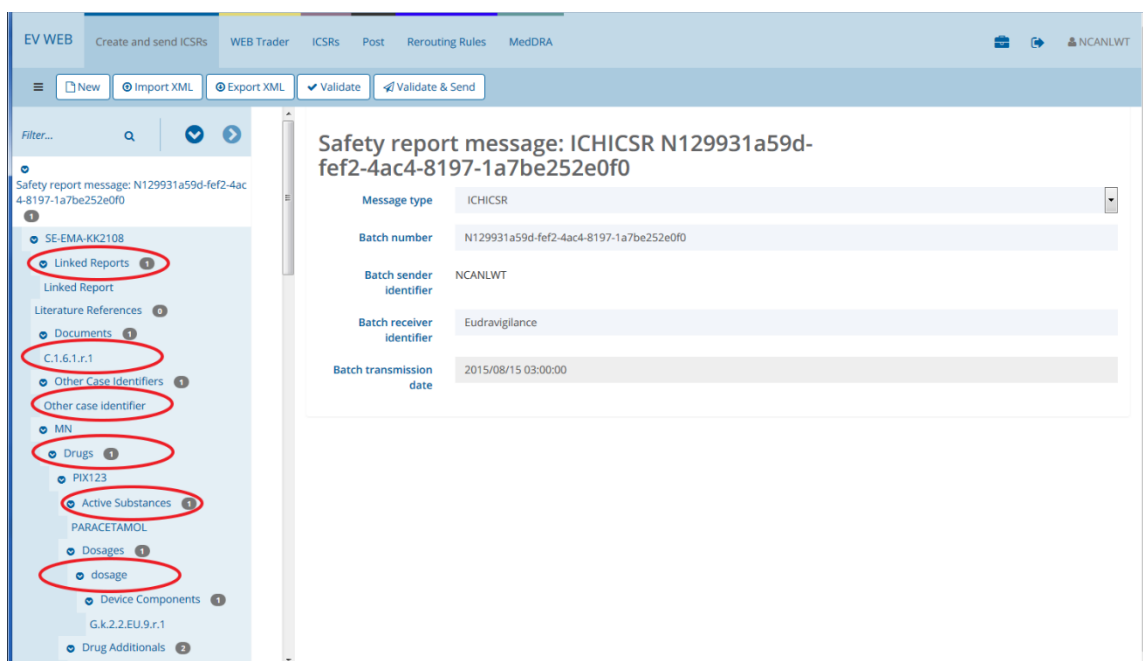 EV WEB Create and send ICSRs WEB Trader ICSRs Post Rerouting Rules MedDRA NCANLWT
New Import XML Export XML Validate Validate & Send
Filter...
Safety report message: N129931a59d-fef2-4ac
4-8197-1a7be252e0f0
1
SE-EMA-KK2108
Linked Reports 1
Linked Report
Literature References 0
Documents 1
C.1.6.1.r.1
Other Case Identifiers 1
Other case identifier
MN
Drugs 1
PIX123
Active Substances 1
PARACETAMOL
Dosages 1
dosage
Device Components 1
G.k.2.2.EU.9.r.1
Drug Additionals 2
Safety report message: ICHICSR N129931a59d-
fef2-4ac4-8197-1a7be252e0f0
Message type ICHICSR
Batch number N129931a59d-fef2-4ac4-8197-1a7be252e0f0
Batch sender NCANLWT
identifier
Batch receiver Eudravigilance
identifier
Batch transmission 2015/08/15 03:00:00
date